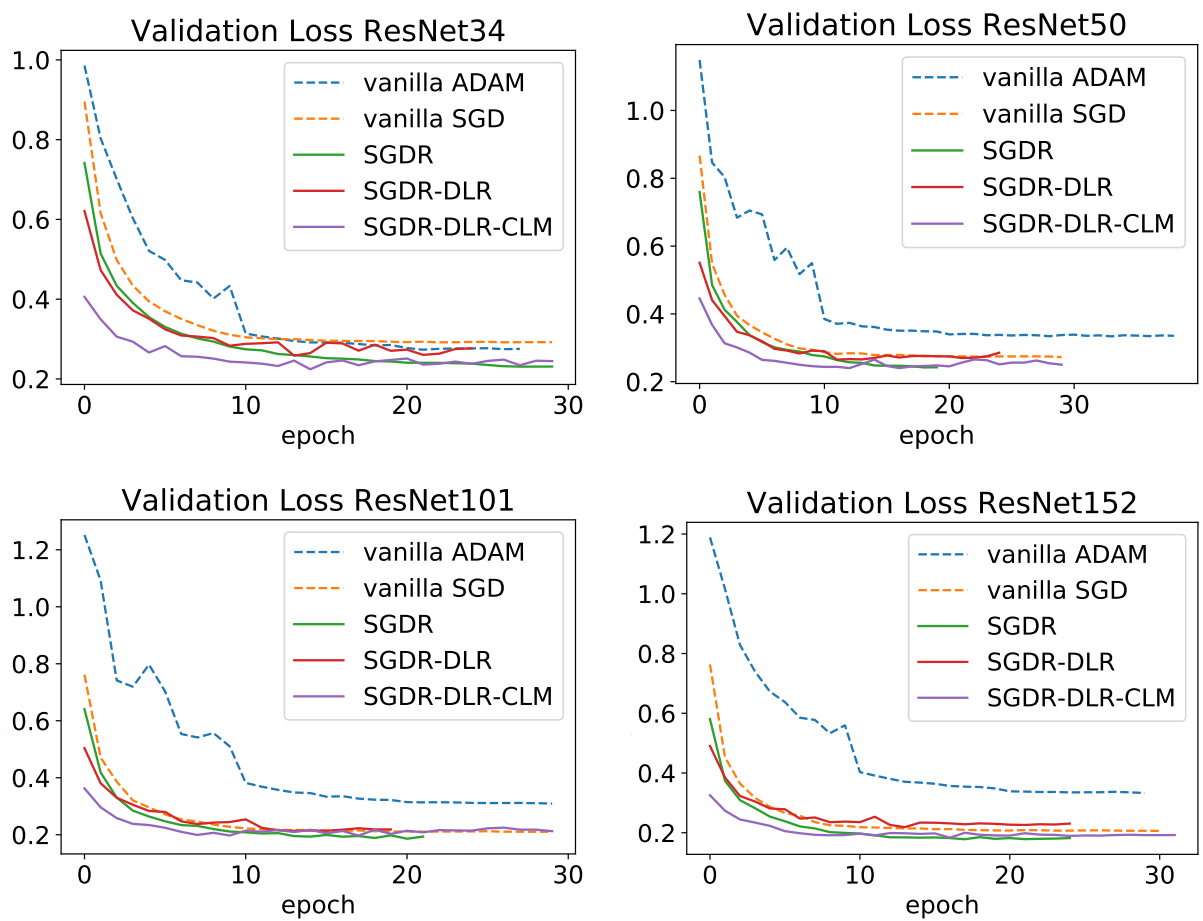 Validation Loss ResNet34
1.0
0.8
0.6
0.4
0.2
vanilla ADAM
vanilla SGD
SGDR
SGDR-DLR
SGDR-DLR-CLM
0 10 20 30
epoch
Validation Loss ResNet50
1.0
0.8
0.6
0.4
0.2
vanilla ADAM
vanilla SGD
SGDR
SGDR-DLR
SGDR-DLR-CLM
0 10 20 30
epoch
Validation Loss ResNet101
1.2
1.0
0.8
0.6
0.4
0.2
vanilla ADAM
vanilla SGD
SGDR
SGDR-DLR
SGDR-DLR-CLM
0 10 20 30
epoch
Validation Loss ResNet152
1.2
1.0
0.8
0.6
0.4
0.2
vanilla ADAM
vanilla SGD
SGDR
SGDR-DLR
SGDR-DLR-CLM
0 10 20 30
epoch